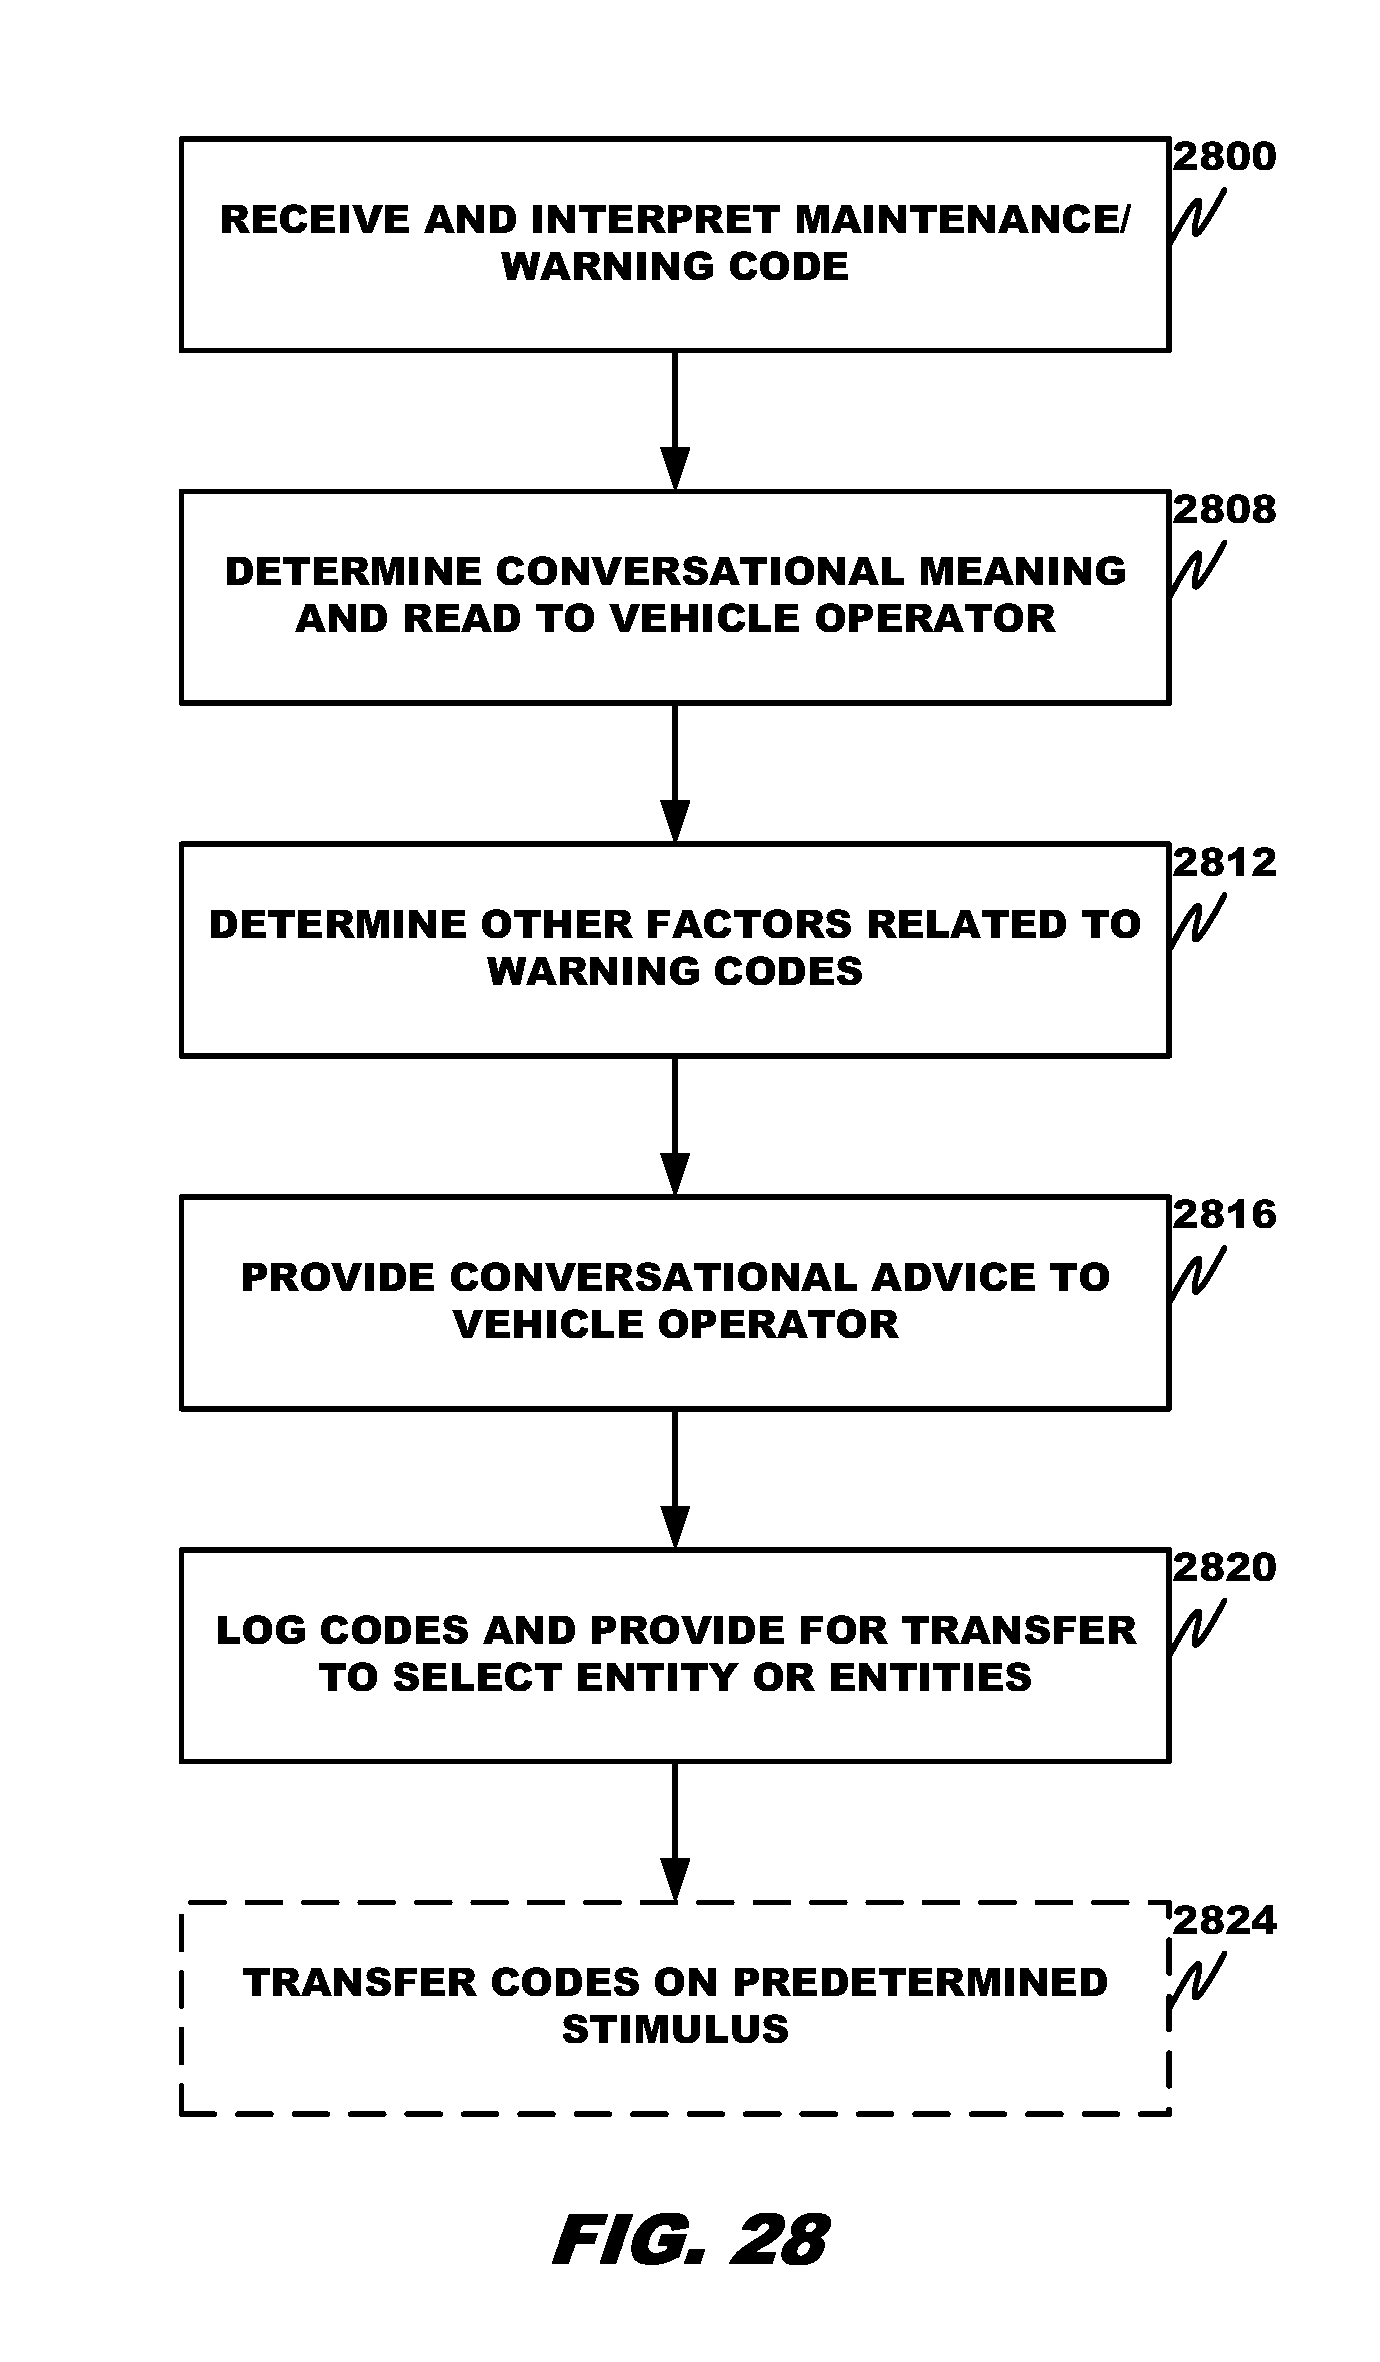 2800
RECEIVE AND INTERPRET MAINTENANCE/
WARNING CODE
2808
DETERMINE CONVERSATIONAL MEANING
AND READ TO VEHICLE OPERATOR
2812
DETERMINE OTHER FACTORS RELATED TO
WARNING CODES
2816
PROVIDE CONVERSATIONAL ADVICE TO
VEHICLE OPERATOR
2820
LOG CODES AND PROVIDE FOR TRANSFER
TO SELECT ENTITY OR ENTITIES
2824
TRANSFER CODES ON PREDETERMINED
STIMULUS
FIG. 28